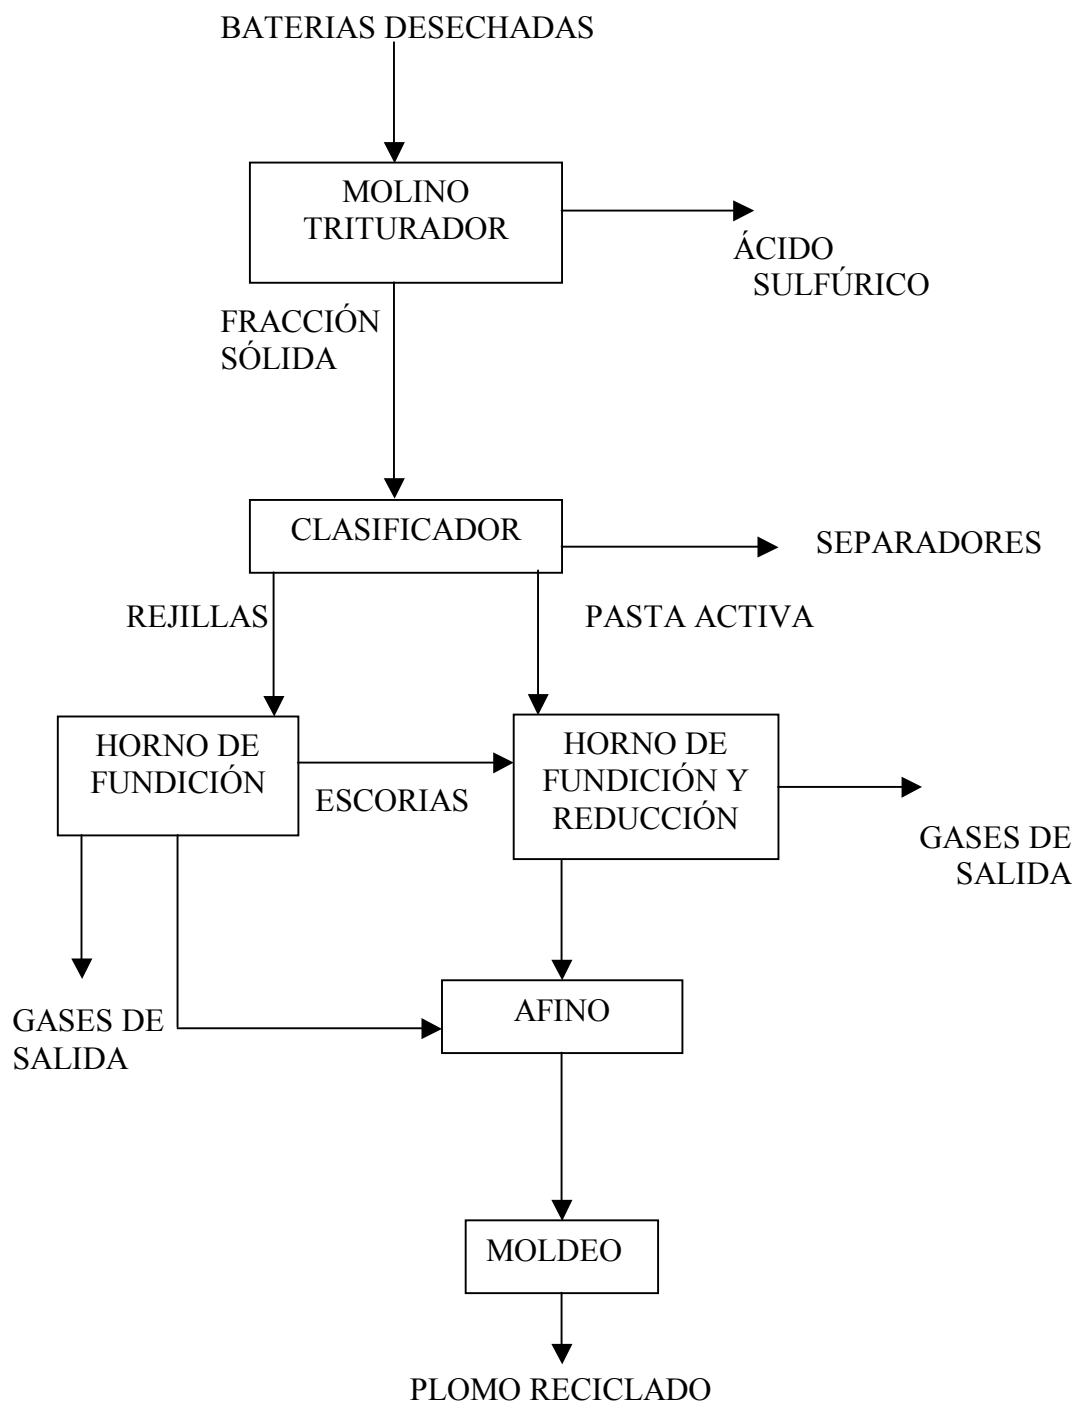 BATERIAS DESECHADAS
MOLINO
TRITURADOR
ÁCIDO
SULFÚRICO
FRACCIÓN
SÓLIDA
CLASIFICADOR
SEPARADORES
REJILLAS
PASTA ACTIVA
HORNO DE
FUNDICIÓN
ESCORIAS
HORNO DE
FUNDICIÓN Y
REDUCCIÓN
GASES DE
SALIDA
GASES DE
SALIDA
AFINO
MOLDEO
PLOMO RECICLADO